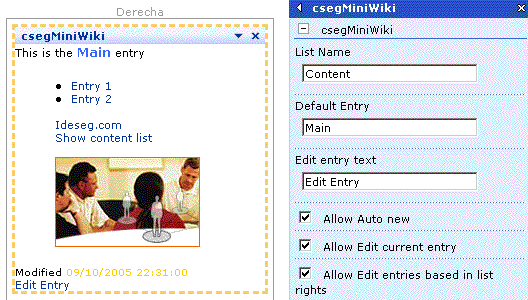 Derecha
csegMiniWiki
This is the Main entry
Entry 1
Entry 2
Ideseg.com
Show content list
Modified 09/10/2005 22:31:00
Edit Entry
csegMiniWiki
csegMiniWiki
List Name
Content
Default Entry
Main
Edit entry text
Edit Entry
Allow Auto new
Allow Edit current entry
Allow Edit entries based in list
rights